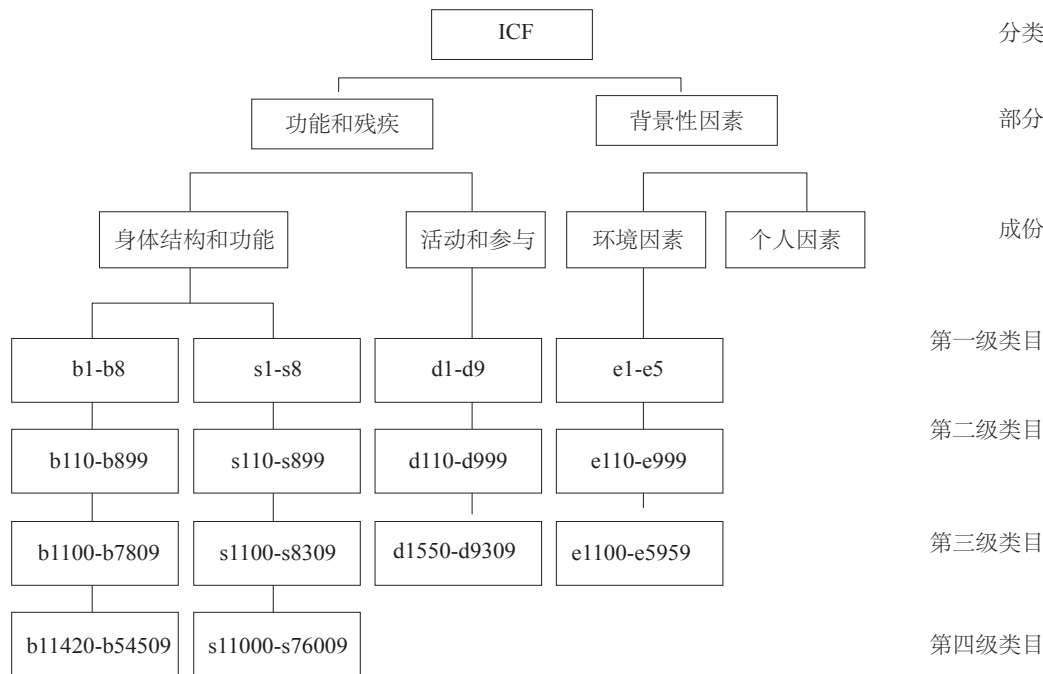 ICF
分类
功能和残疾
背景性因素
部分
身体结构和功能
活动和参与
环境因素
个人因素
成份
第一级类目
b1-b8
s1-s8
d1-d9
e1-e5
第二级类目
b110-b899
s110-s899
d110-d999
e110-e999
b1100-b7809
s1100-s8309
d1550-d9309
e1100-e5959
第三级类目
b11420-b54509
s11000-s76009
第四级类目